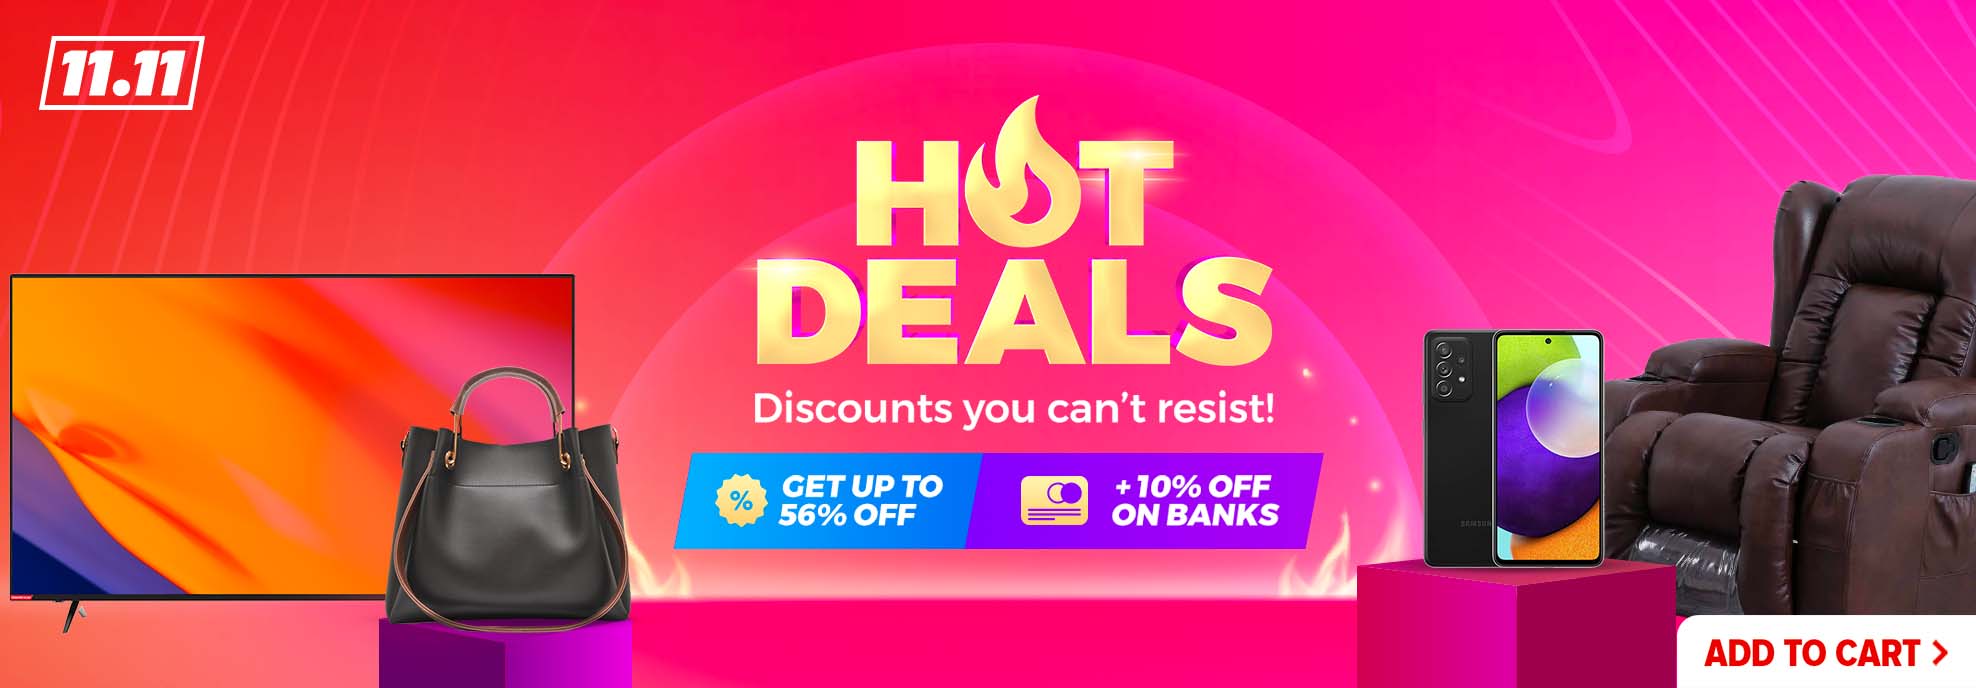 11.11
HOT
DEALS
Discounts you can't resist!
%
GET UP TO
56% OFF
+10% OFF
ON BANKS
ADD TO CART >